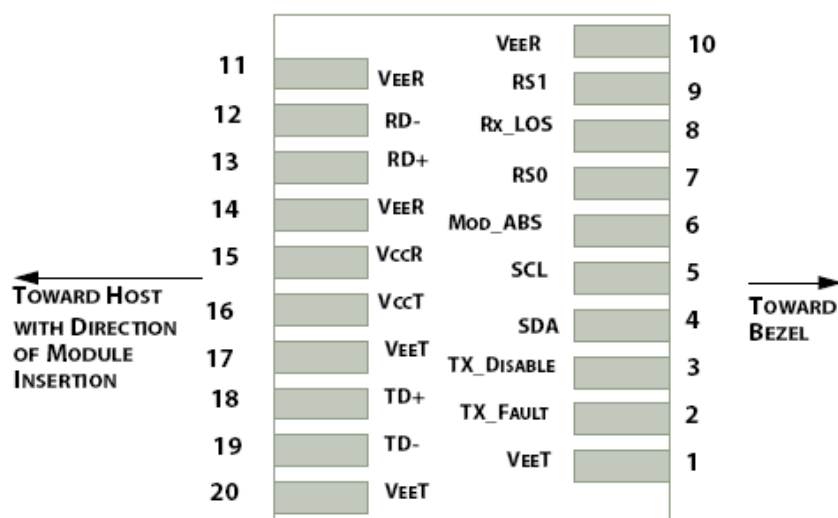 11 VEER
12 RD-
13 RD+
14 VEER
15 VCCR
16 VCCT
17 VEET
18 TD+
19 TD-
20 VEET
VEER 10
RS1 9
RX_LOS 8
RS0 7
MOD_ABS 6
SCL 5
SDA 4
TX_DISABLE 3
TX_FAULT 2
VEET 1
TOWARD HOST
WITH DIRECTION
OF MODULE
INSERTION
TOWARD
BEZEL